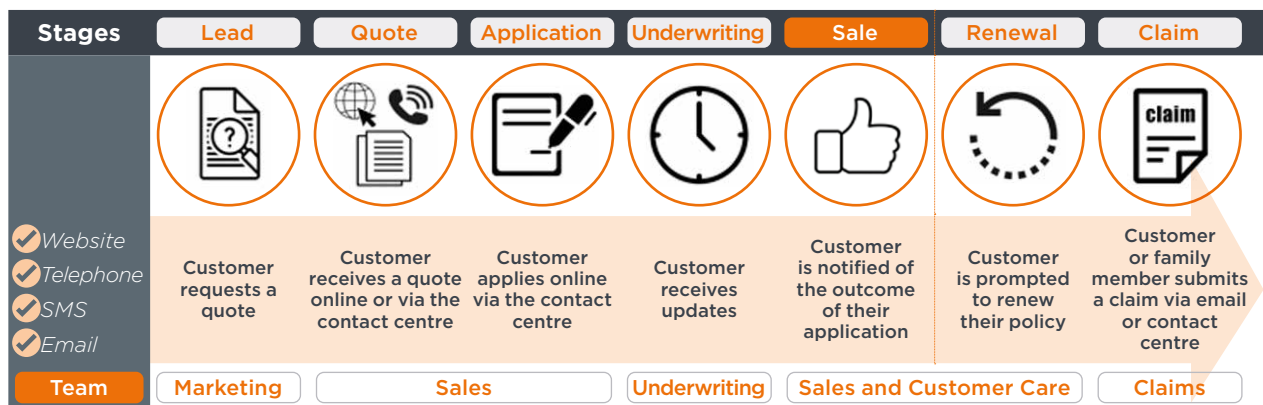 Stages
Lead
Quote
Application
Underwriting
Sale
Renewal
Claim
?
claim
Website
Telephone
SMS
Email
Customer
requests a
quote
Customer
receives a quote
online or via the
contact centre
Customer
applies online
via the contact
centre
Customer
receives
updates
Customer
is notified of
the outcome
of their
application
Customer
is prompted
to renew
their policy
Customer
or family
member submits
a claim via email
or contact
centre
Team
Marketing
Sales
Underwriting
Sales and Customer Care
Claims